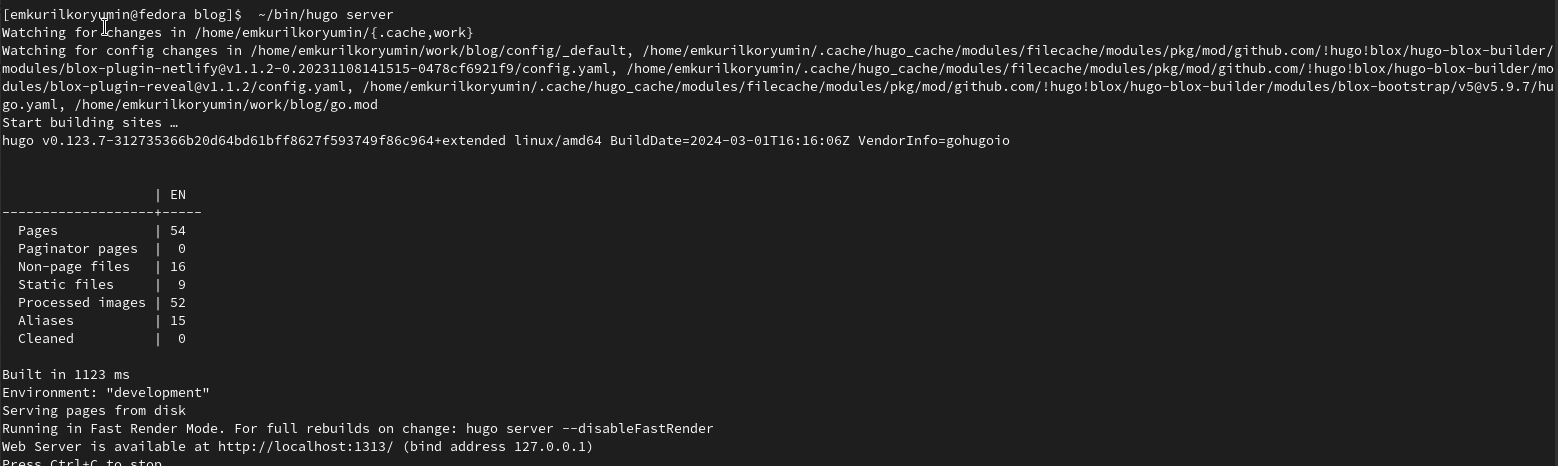 [emkurilkoryumin@fedora blog]$  ~/bin/hugo server
Watching for changes in /home/emkurilkoryumin/{.cache,work}
Watching for config changes in /home/emkurilkoryumin/work/blog/config/_default, /home/emkurilkoryumin/.cache/hugo_cache/modules/filecache/modules/pkg/mod/github.com/!hugo!blox/hugo-blox-builder/
modules/blox-plugin-netlify@v1.1.2-0.20231108141515-0478cf6921f9/config.yaml, /home/emkurilkoryumin/.cache/hugo_cache/modules/filecache/modules/pkg/mod/github.com/!hugo!blox/hugo-blox-builder/mo
dules/blox-plugin-reveal@v1.1.2/config.yaml, /home/emkurilkoryumin/.cache/hugo_cache/modules/filecache/modules/pkg/mod/github.com/!hugo!blox/hugo-blox-builder/modules/blox-bootstrap/v5@v5.9.7/hu
go.yaml, /home/emkurilkoryumin/work/blog/go.mod
Start building sites …
hugo v0.123.7-312735366b20d64bd61bff8627f593749f86c964+extended linux/amd64 BuildDate=2024-03-01T16:16:06Z VendorInfo=gohugoio
                   | EN
-------------------+-----
  Pages            | 54
  Paginator pages  |  0
  Non-page files   | 16
  Static files     |  9
  Processed images | 52
  Aliases          | 15
  Cleaned          |  0
Built in 1123 ms
Environment: "development"
Serving pages from disk
Running in Fast Render Mode. For full rebuilds on change: hugo server --disableFastRender
Web Server is available at http://localhost:1313/ (bind address 127.0.0.1)
Press Ctrl+C to stop